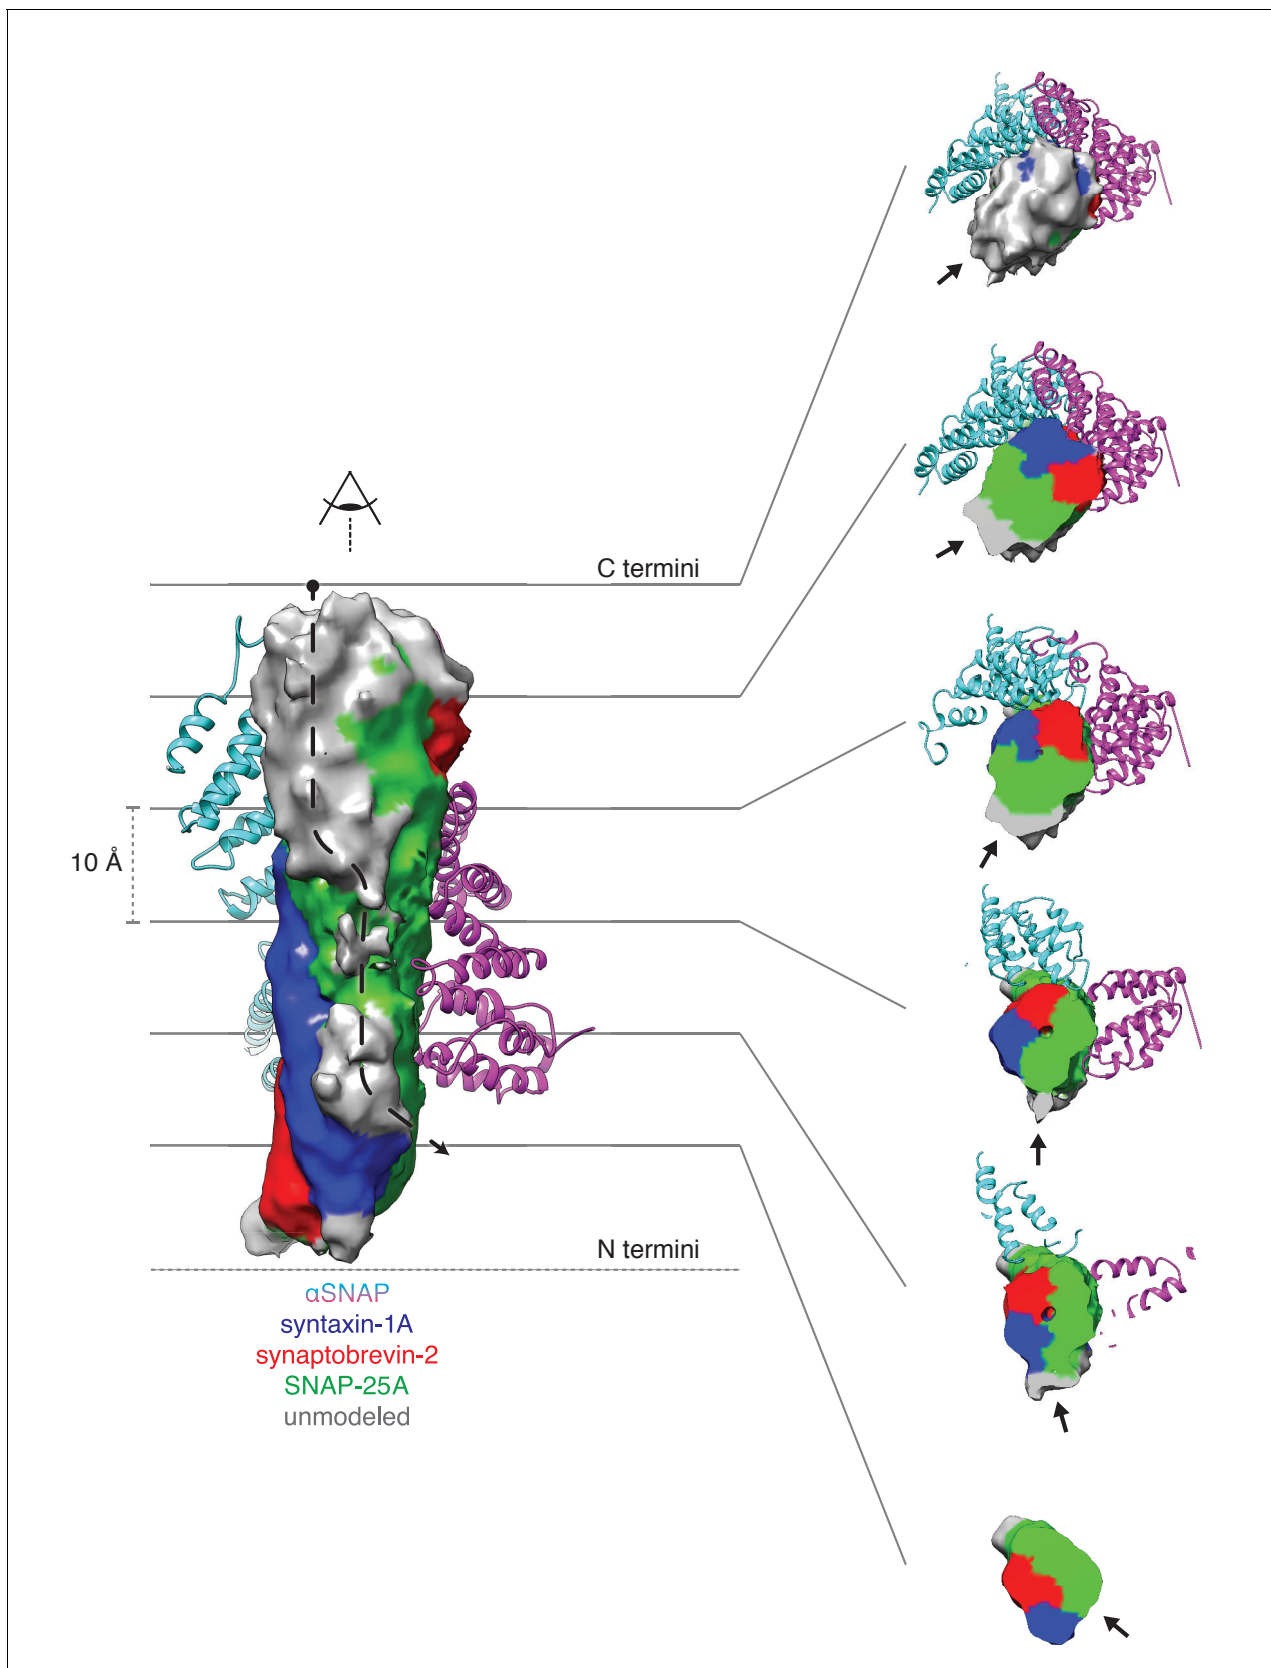 C termini
10 Å
N termini
αSNAP
syntaxin-1A
synaptobrevin-2
SNAP-25A
unmodeled